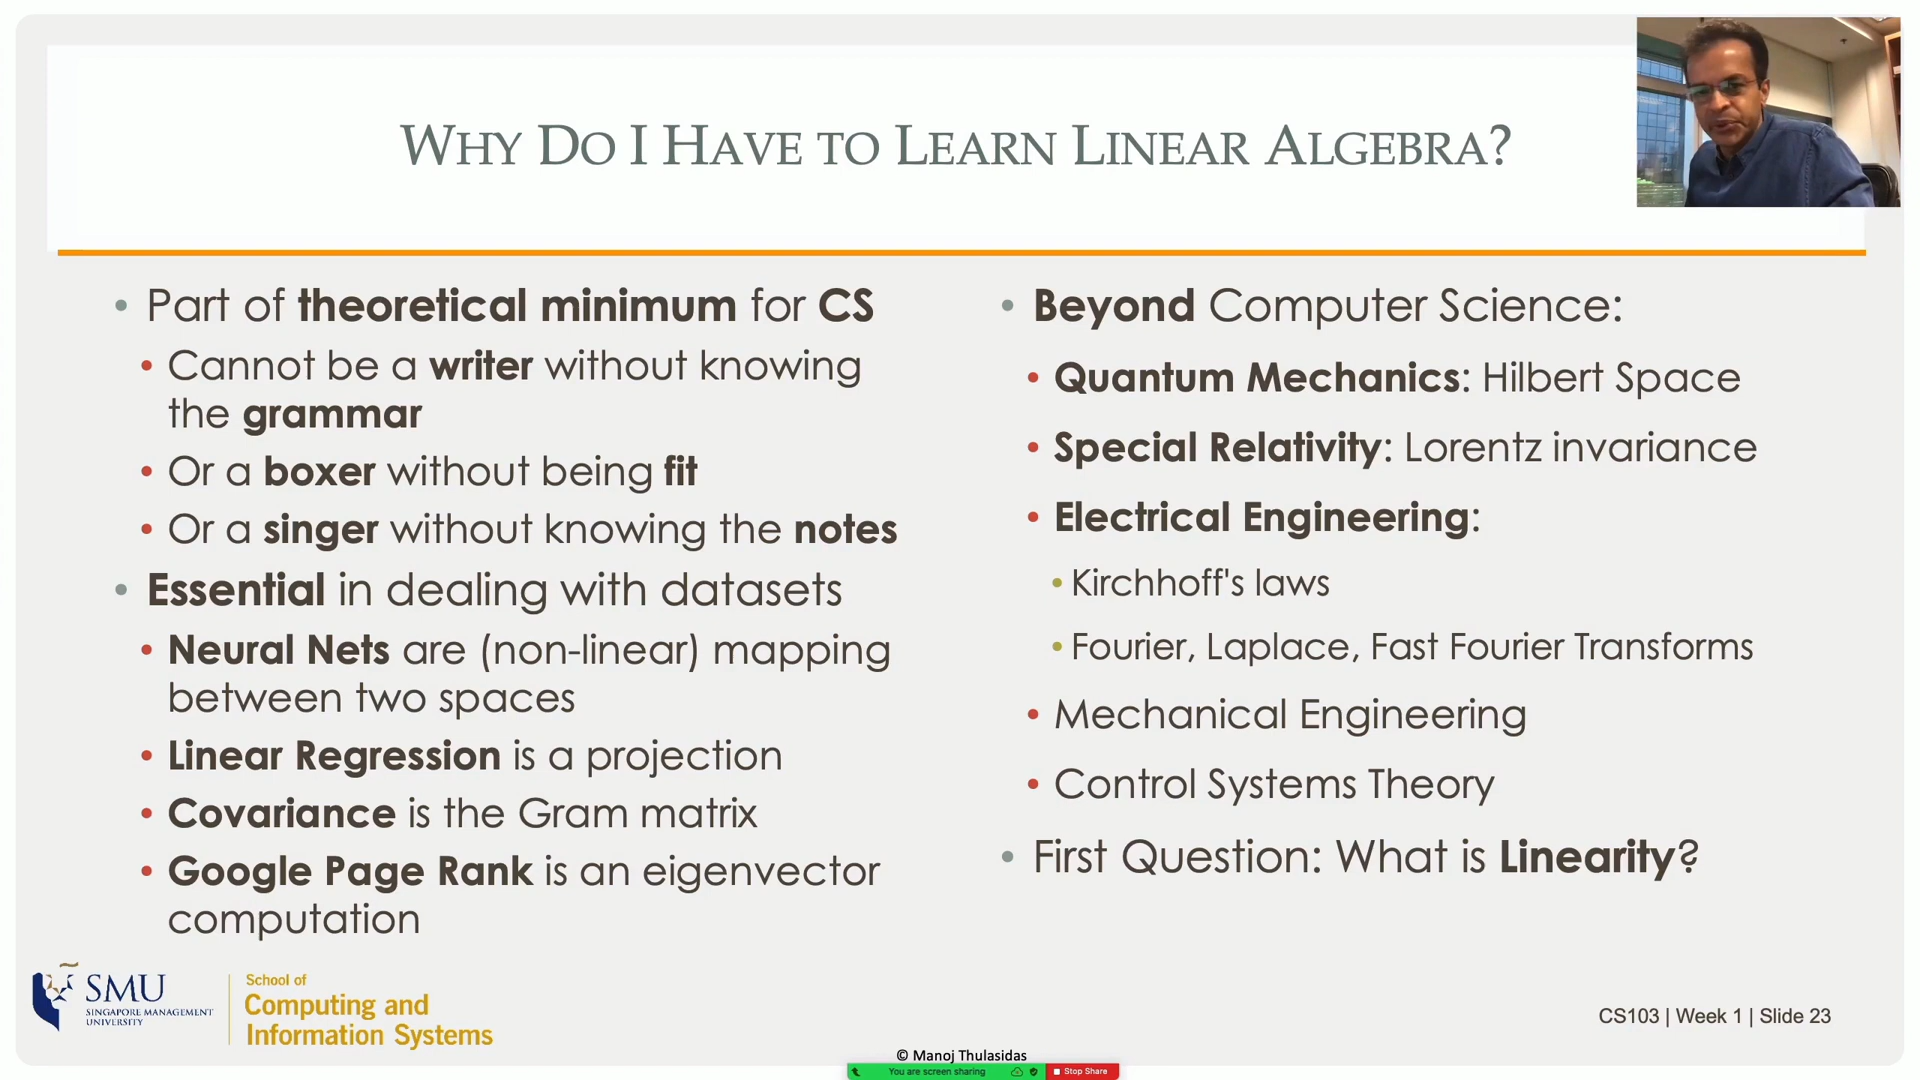 WHY DO I HAVE TO LEARN LINEAR ALGEBRA?
• Part of theoretical minimum for CS
• Cannot be a writer without knowing
the grammar
• Or a boxer without being fit
• Or a singer without knowing the notes
• Essential in dealing with datasets
• Neural Nets are (non-linear) mapping
between two spaces
• Linear Regression is a projection
• Covariance is the Gram matrix
• Google Page Rank is an eigenvector
computation
• Beyond Computer Science:
• Quantum Mechanics: Hilbert Space
• Special Relativity: Lorentz invariance
• Electrical Engineering:
• Kirchhoff's laws
• Fourier, Laplace, Fast Fourier Transforms
• Mechanical Engineering
• Control Systems Theory
• First Question: What is Linearity?
SMU
SINGAPORE MANAGEMENT
UNIVERSITY
School of
Computing and
Information Systems
CS103 | Week 1 | Slide 23
© Manoj Thulasidas
You are screen sharing
Stop Share